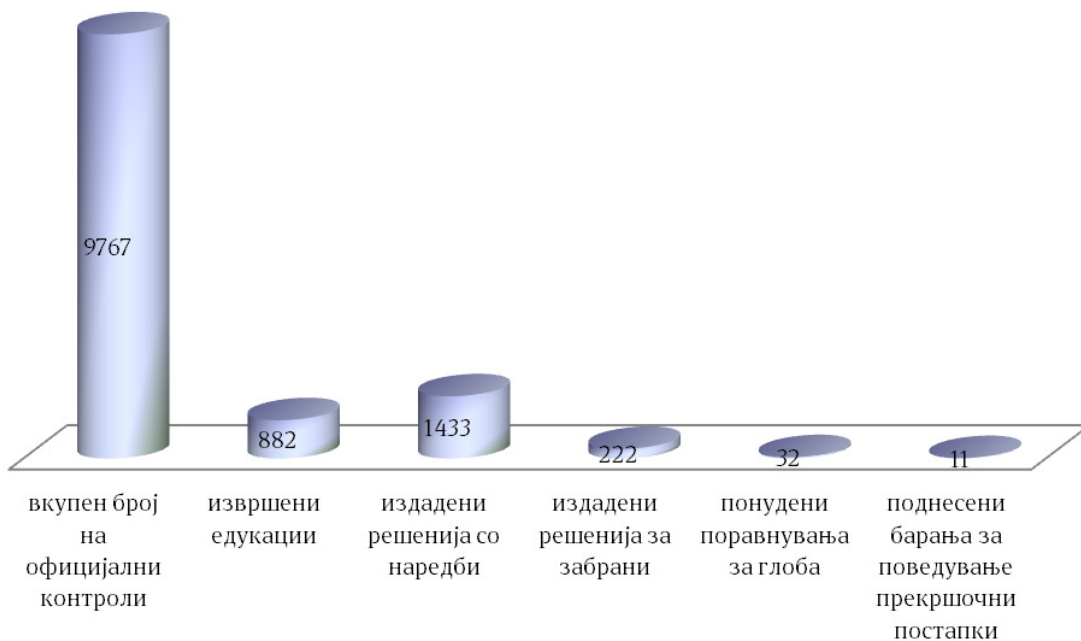 9767
882
1433
222
32
11
вкупен број
на
официјални
контроли
извршени
едукации
издадени
решенија со
наредби
издадени
решенија за
забрани
понудени
поравнувања
за глоба
поднесени
барања за
поведување
прекршочни
постапки